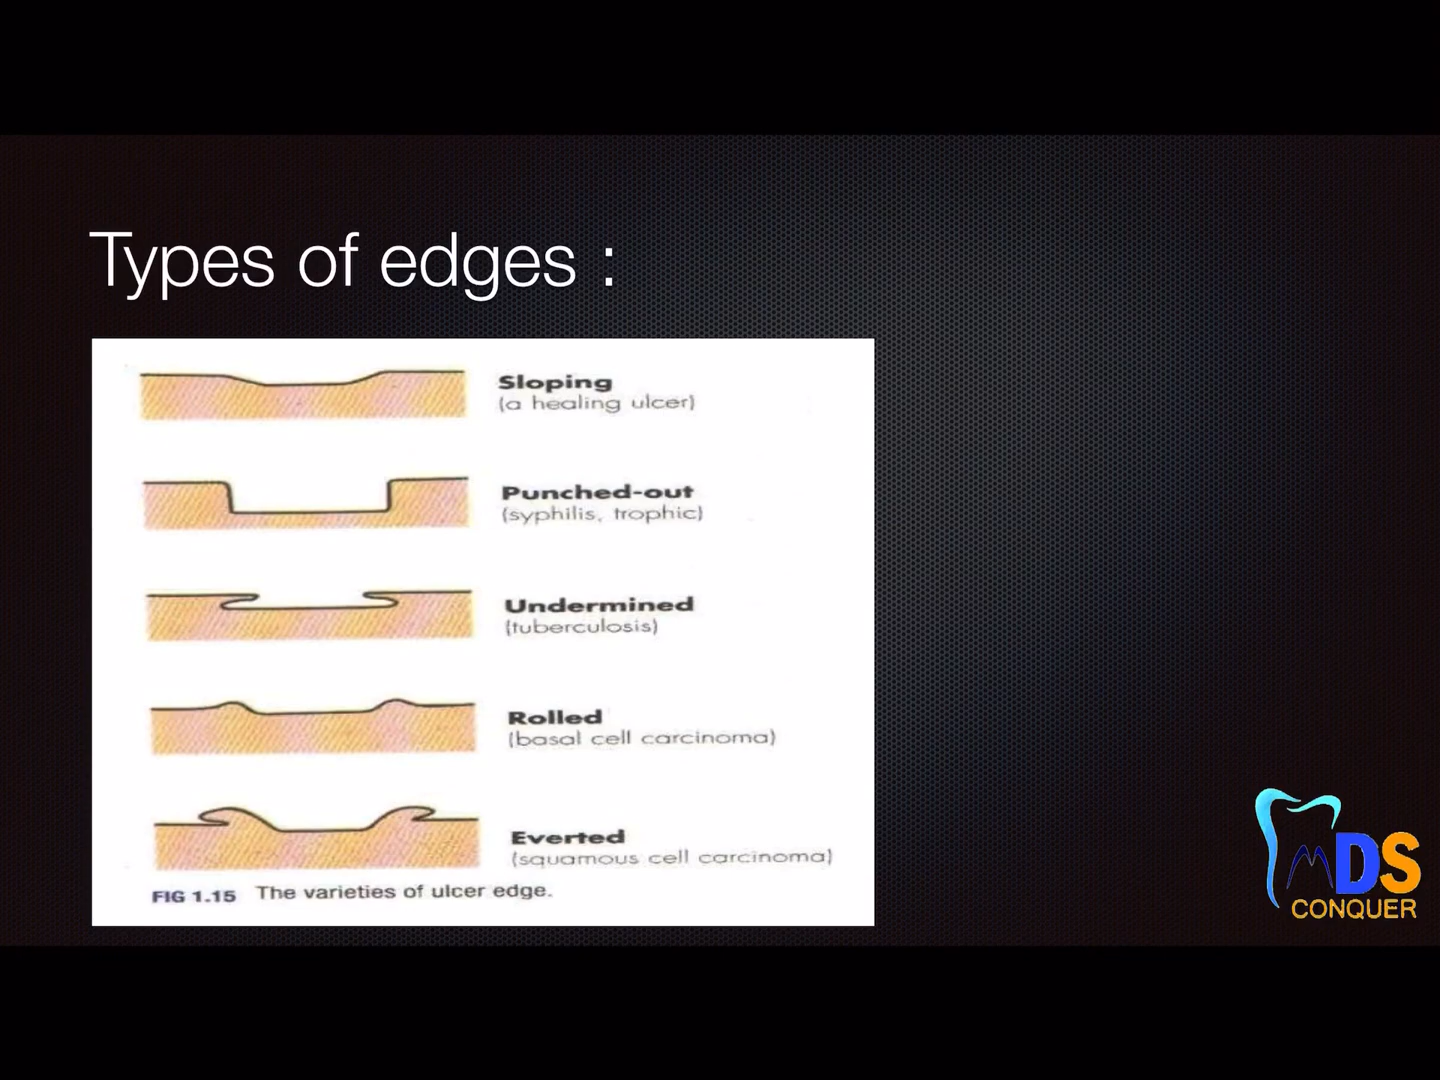 Types of edges :
Sloping
(a healing ulcer)
Punched-out
(syphilis, trophic)
Undermined
(tuberculosis)
Rolled
(basal cell carcinoma)
Everted
(squamous cell carcinoma)
FIG 1.15 The varieties of ulcer edge.
MDS
CONQUER